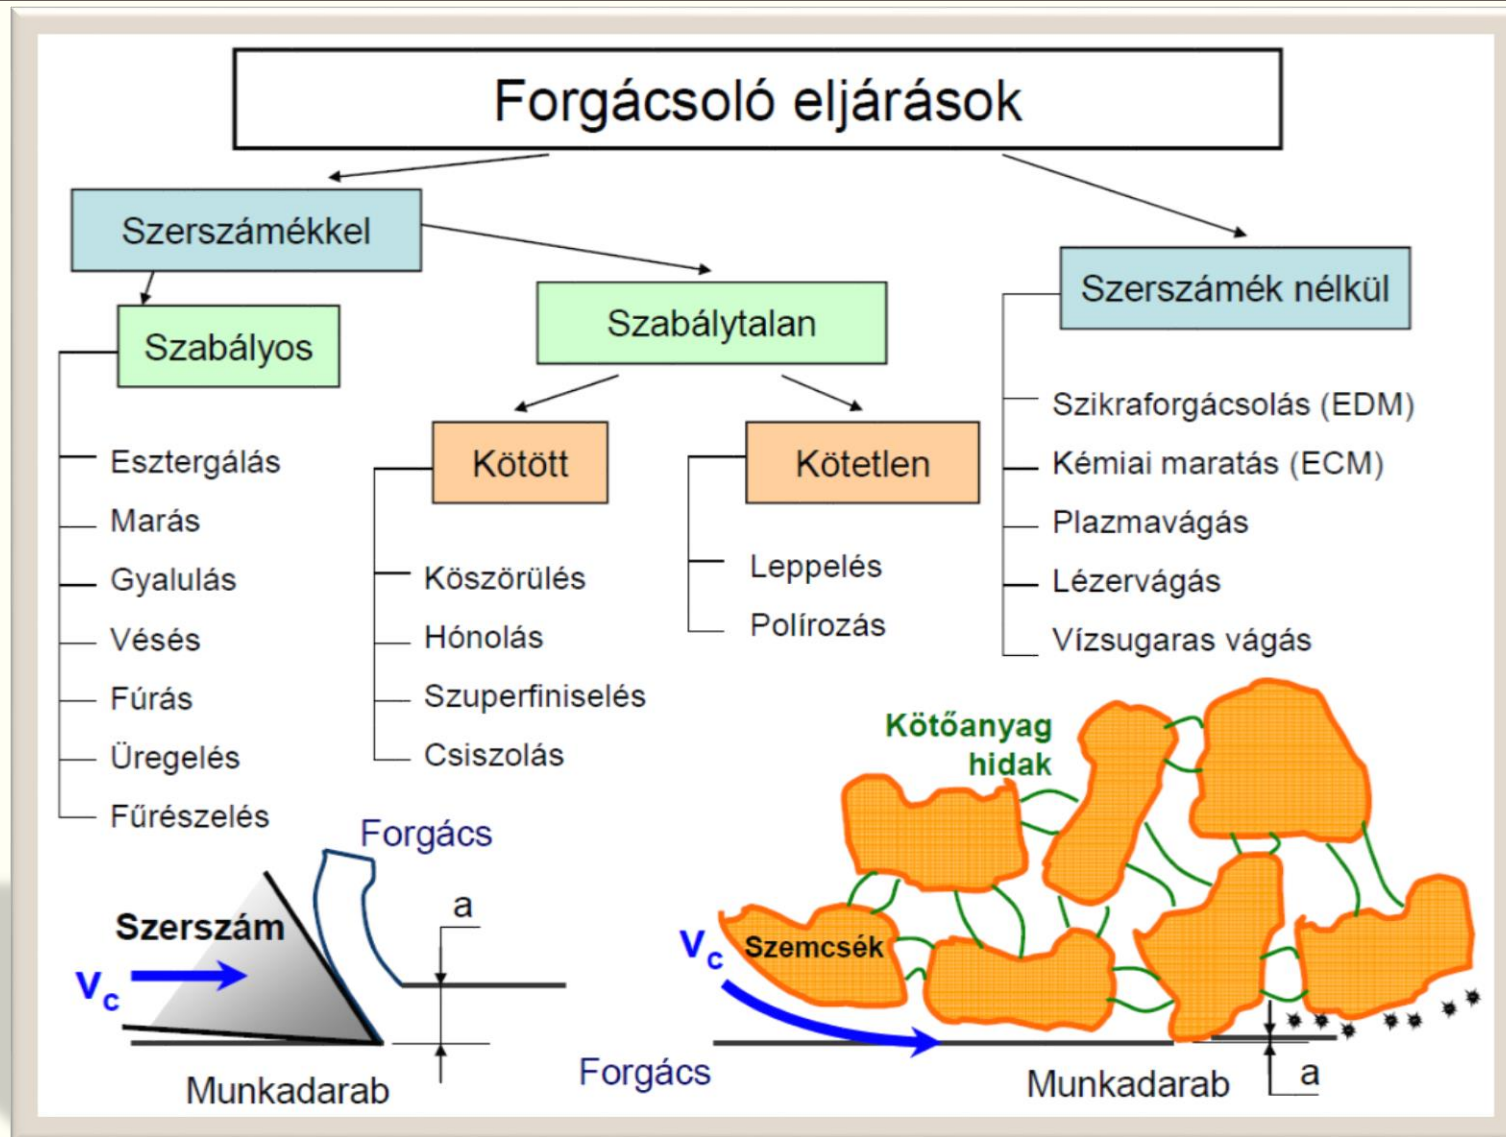 Forgácsoló eljárások
Szerszámékkel
Szabályos
Esztergálás
Marás
Gyalulás
Vésés
Fúrás
Üregelés
Fűrészelés
Szabálytalan
Kötött
Köszörülés
Hónolás
Szuperfiniselés
Csiszolás
Kötetlen
Leppelés
Polírozás
Szerszámék nélkül
Szikraforgácsolás (EDM)
Kémiai maratás (ECM)
Plazmavágás
Lézervágás
Vízsugaras vágás
Forgács
a
Szerszám
Vc
Munkadarab
Kötőanyag
hidak
Vc
Szemcsék
Forgács
Munkadarab
a